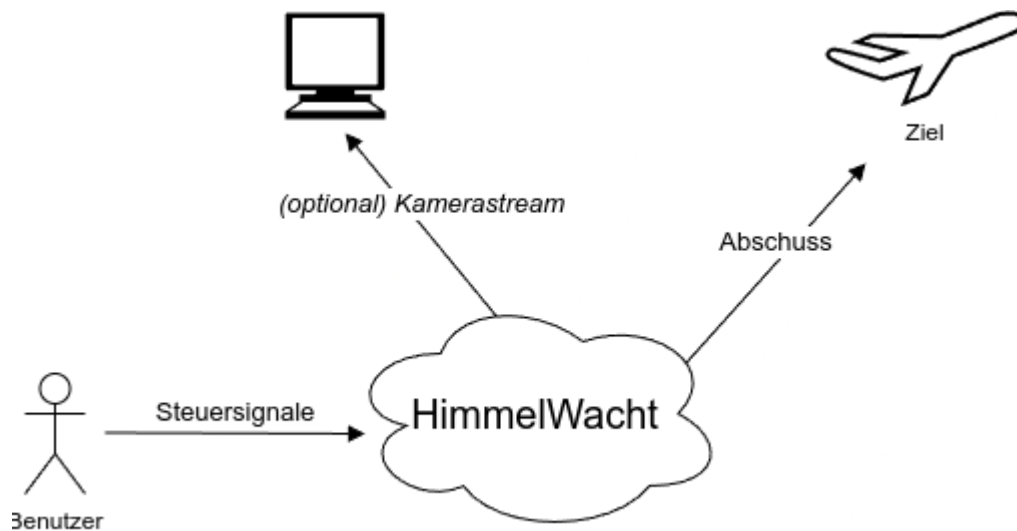 Ziel
(optional) Kamerastream
Abschuss
Steuersignale
HimmelWacht
Benutzer